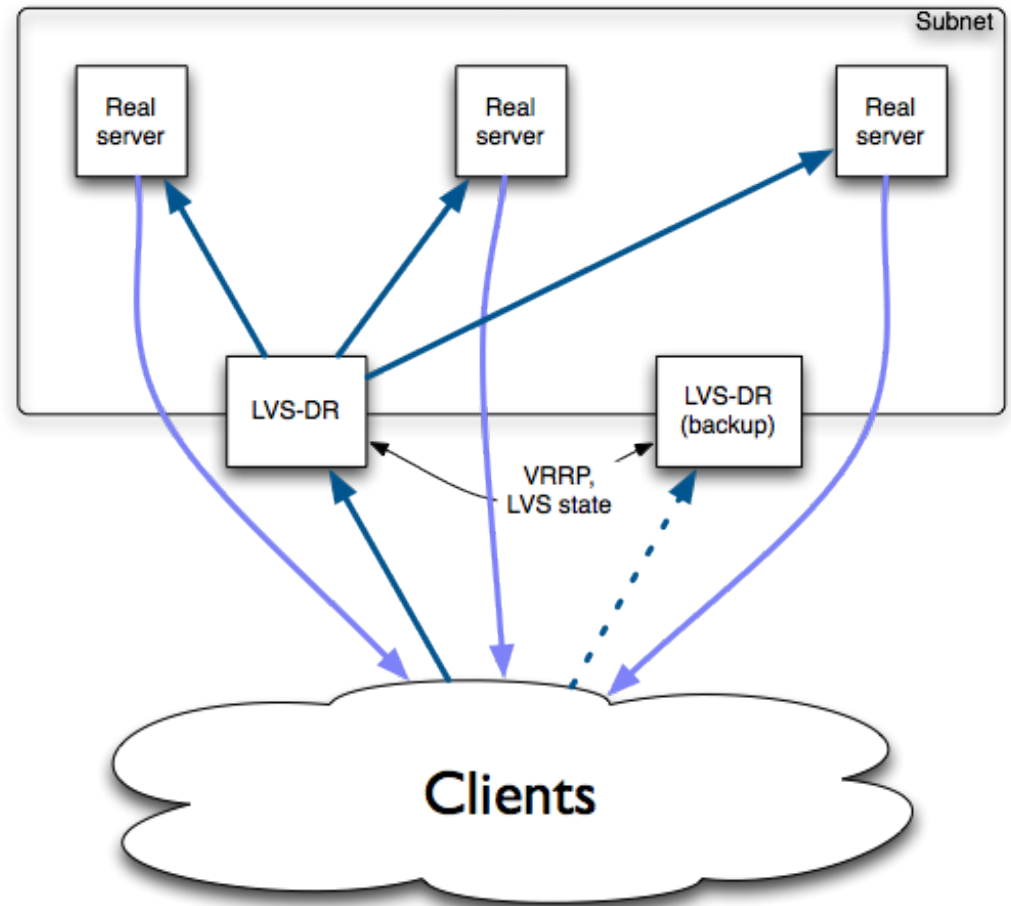 Subnet
Real
server
Real
server
Real
server
LVS-DR
LVS-DR
(backup)
VRRP,
LVS state
Clients